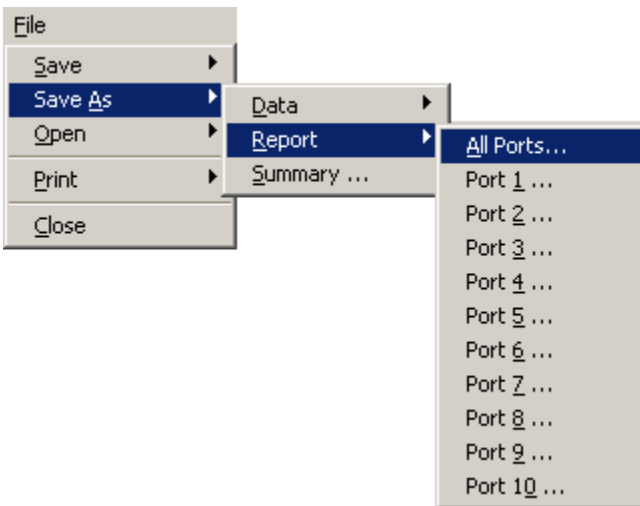 File
Save
Save As
Open
Print
Close
Data
Report
Summary ...
All Ports...
Port 1 ...
Port 2 ...
Port 3 ...
Port 4 ...
Port 5 ...
Port 6 ...
Port 7 ...
Port 8 ...
Port 9 ...
Port 10 ...